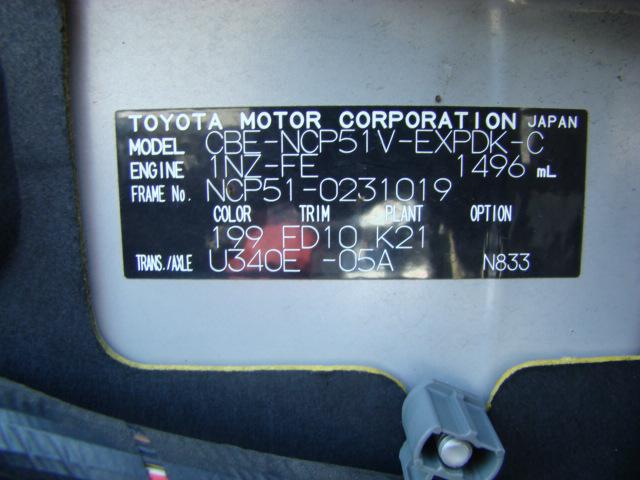 TOYOTA MOTOR CORPORATION JAPAN
MODEL CBE-NCP51V-EXPDK-C
ENGINE 1NZ-FE 1496 mL
FRAME No. NCP51-0231019
COLOR TRIM PLANT OPTION
199 FD10 K21
TRANS./AXLE U340E -05A N833